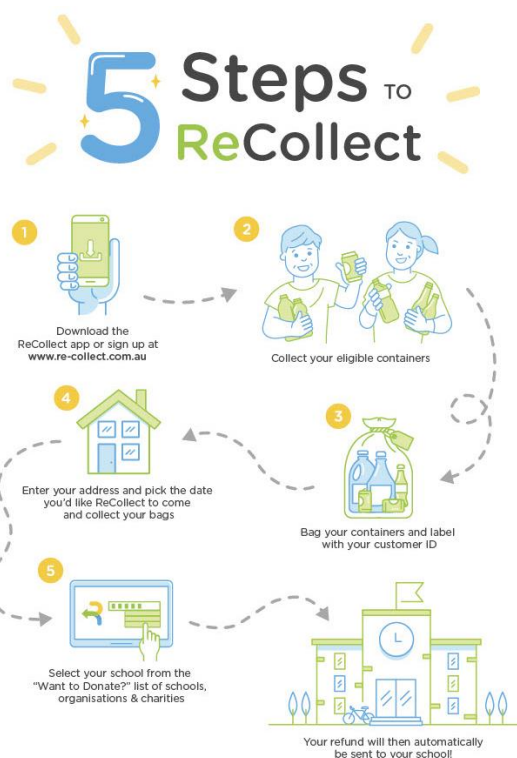 5 Steps TO
ReCollect
1
Download the
ReCollect app or sign up at
www.re-collect.com.au
2
Collect your eligible containers
3
Bag your containers and label
with your customer ID
4
Enter your address and pick the date
you'd like ReCollect to come
and collect your bags
5
Select your school from the
"Want to Donate?" list of schools,
organisations & charities
Your refund will then automatically
be sent to your school!